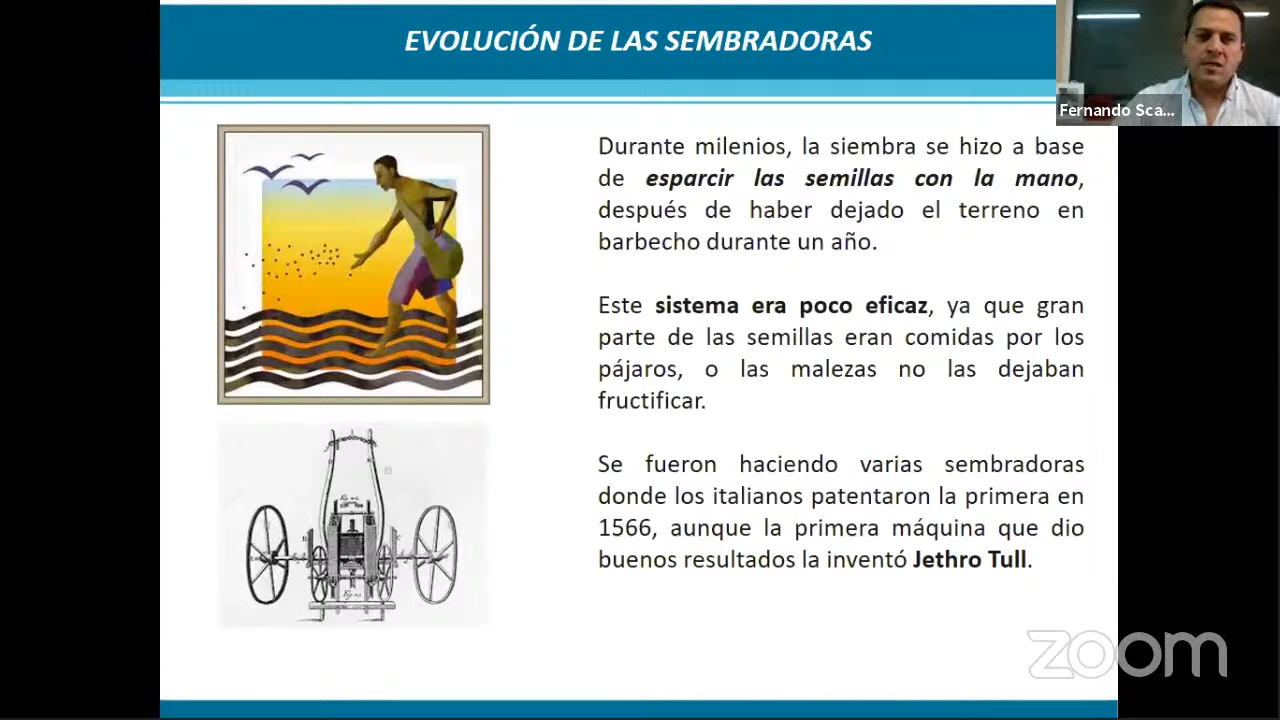 EVOLUCIÓN DE LAS SEMBRADORAS
Fernando Sca...
Durante milenios, la siembra se hizo a base
de esparcir las semillas con la mano,
después de haber dejado el terreno en
barbecho durante un año.
Este sistema era poco eficaz, ya que gran
parte de las semillas eran comidas por los
pájaros, o las malezas no las dejaban
fructificar.
Se fueron haciendo varias sembradoras
donde los italianos patentaron la primera en
1566, aunque la primera máquina que dio
buenos resultados la inventó Jethro Tull.
zoom